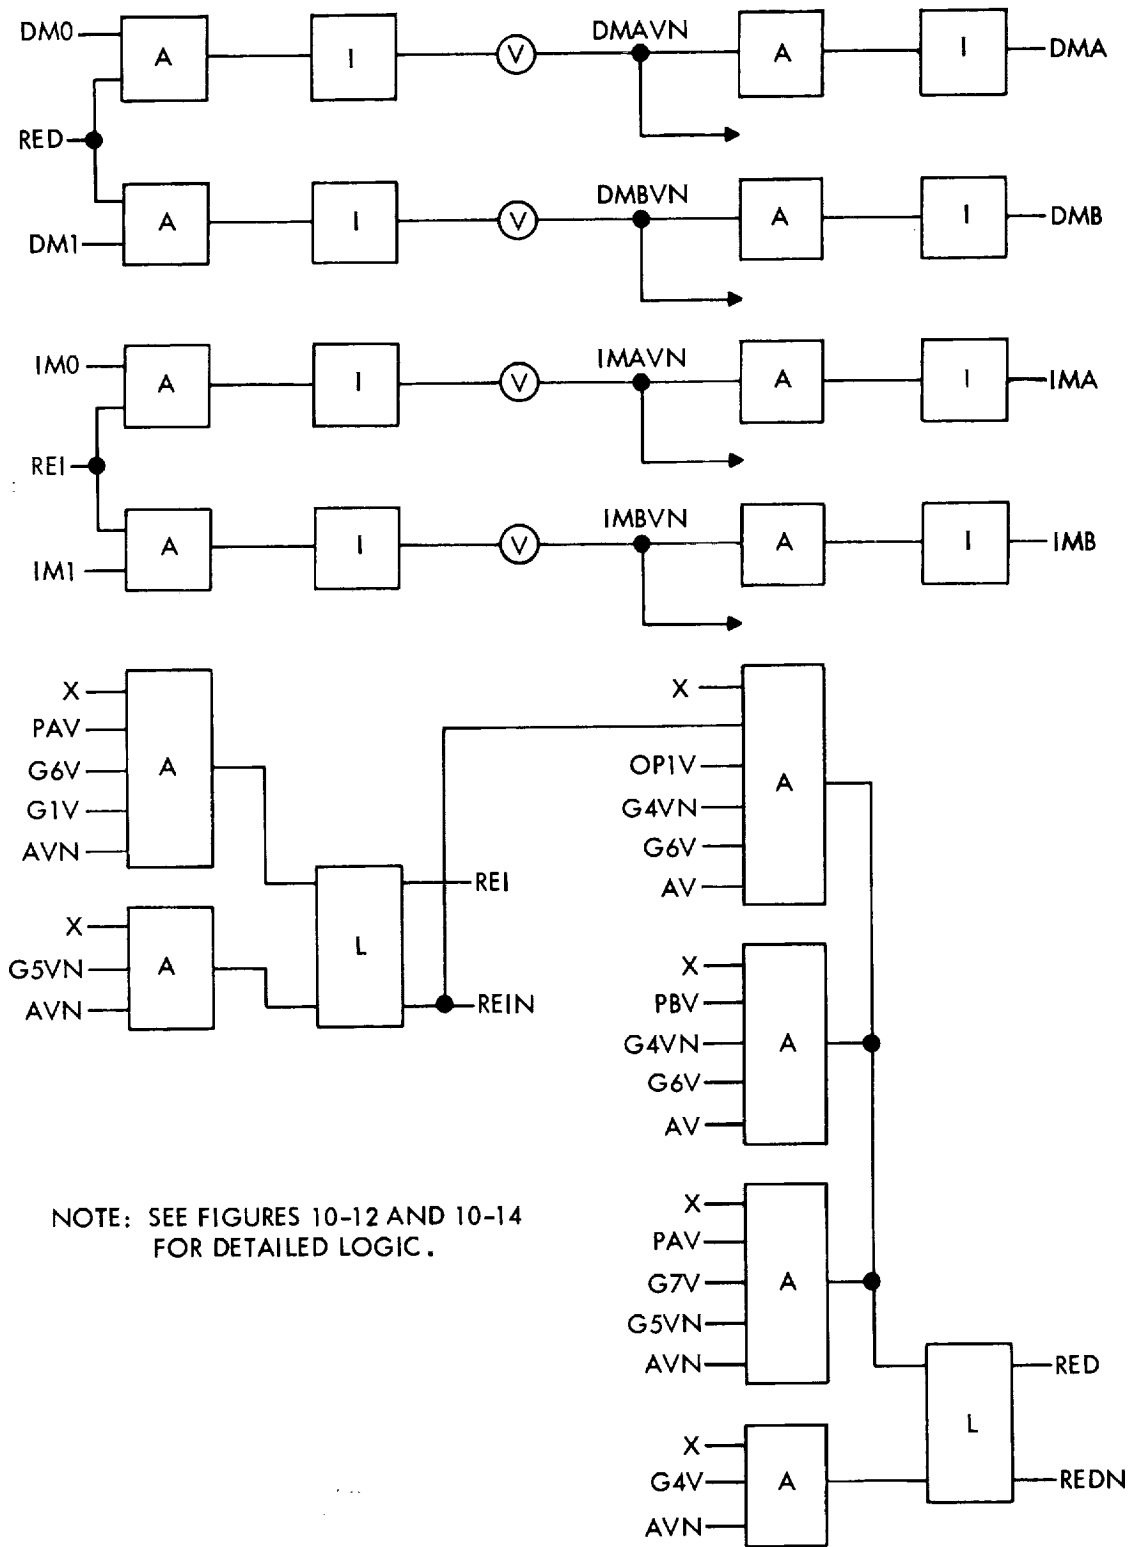 DM0
A
I
V
DMAVN
A
I
DMA
RED
A
I
V
DMBVN
A
I
DMB
DM1
IM0
A
I
V
IMAVN
A
I
IMA
REI
A
I
V
IMBVN
A
I
IMB
IM1
X
PAV
G6V
G1V
AVN
A
X
G5VN
AVN
A
L
REI
REIN
X
OP1V
G4VN
G6V
AV
A
X
PBV
G4VN
G6V
AV
A
X
PAV
G7V
G5VN
AVN
A
X
G4V
AVN
A
L
RED
REDN
NOTE: SEE FIGURES 10-12 AND 10-14
FOR DETAILED LOGIC.